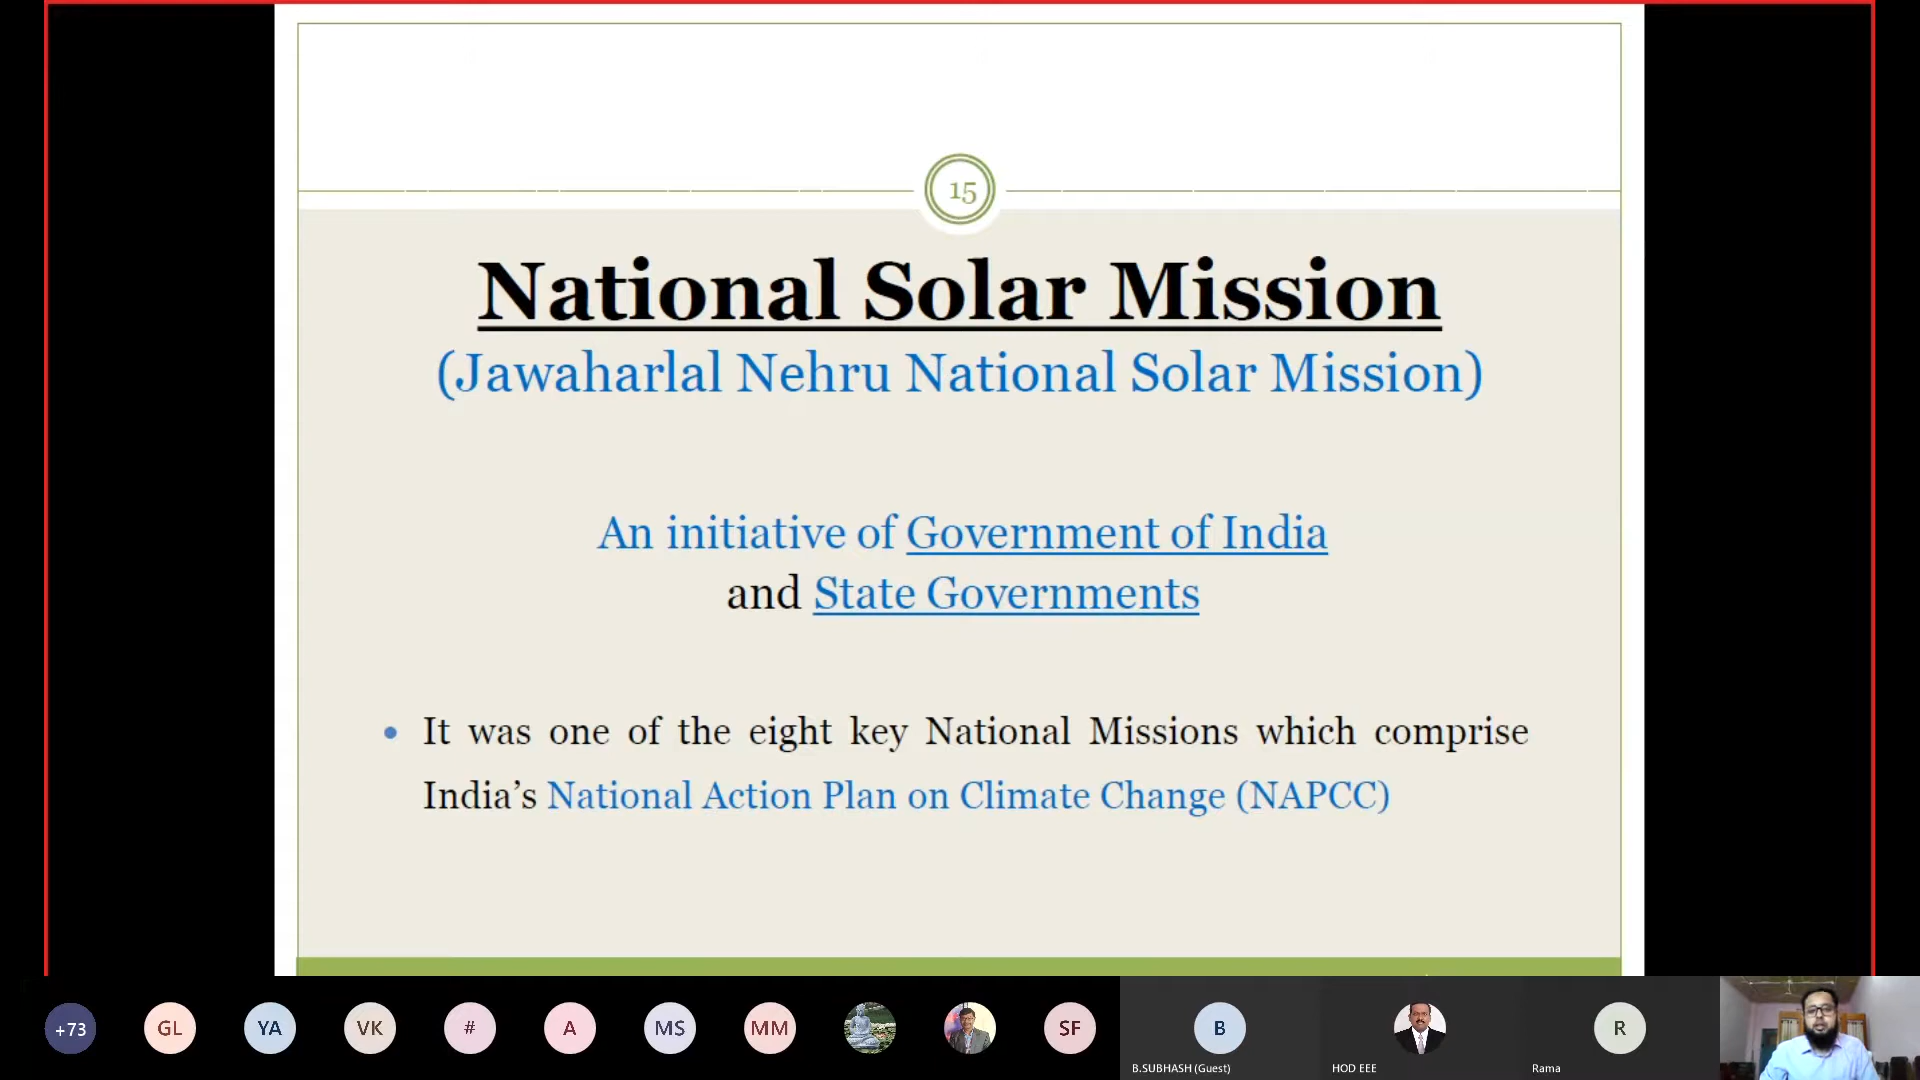 15
National Solar Mission
(Jawaharlal Nehru National Solar Mission)
An initiative of Government of India
and State Governments
• It was one of the eight key National Missions which comprise
India’s National Action Plan on Climate Change (NAPCC)
+73
GL
YA
VK
#
A
MS
MM
SF
B
R
B.SUBHASH (Guest)
HOD EEE
Rama